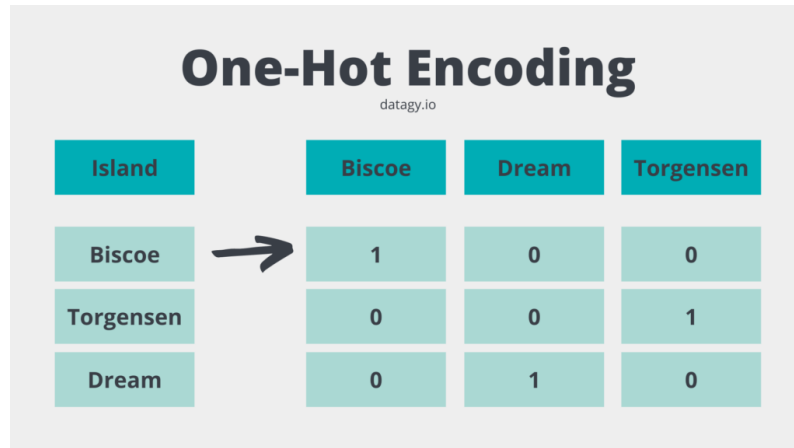 One-Hot Encoding
datagy.io
Island Biscoe Dream Torgensen
Biscoe 1 0 0
Torgensen 0 0 1
Dream 0 1 0